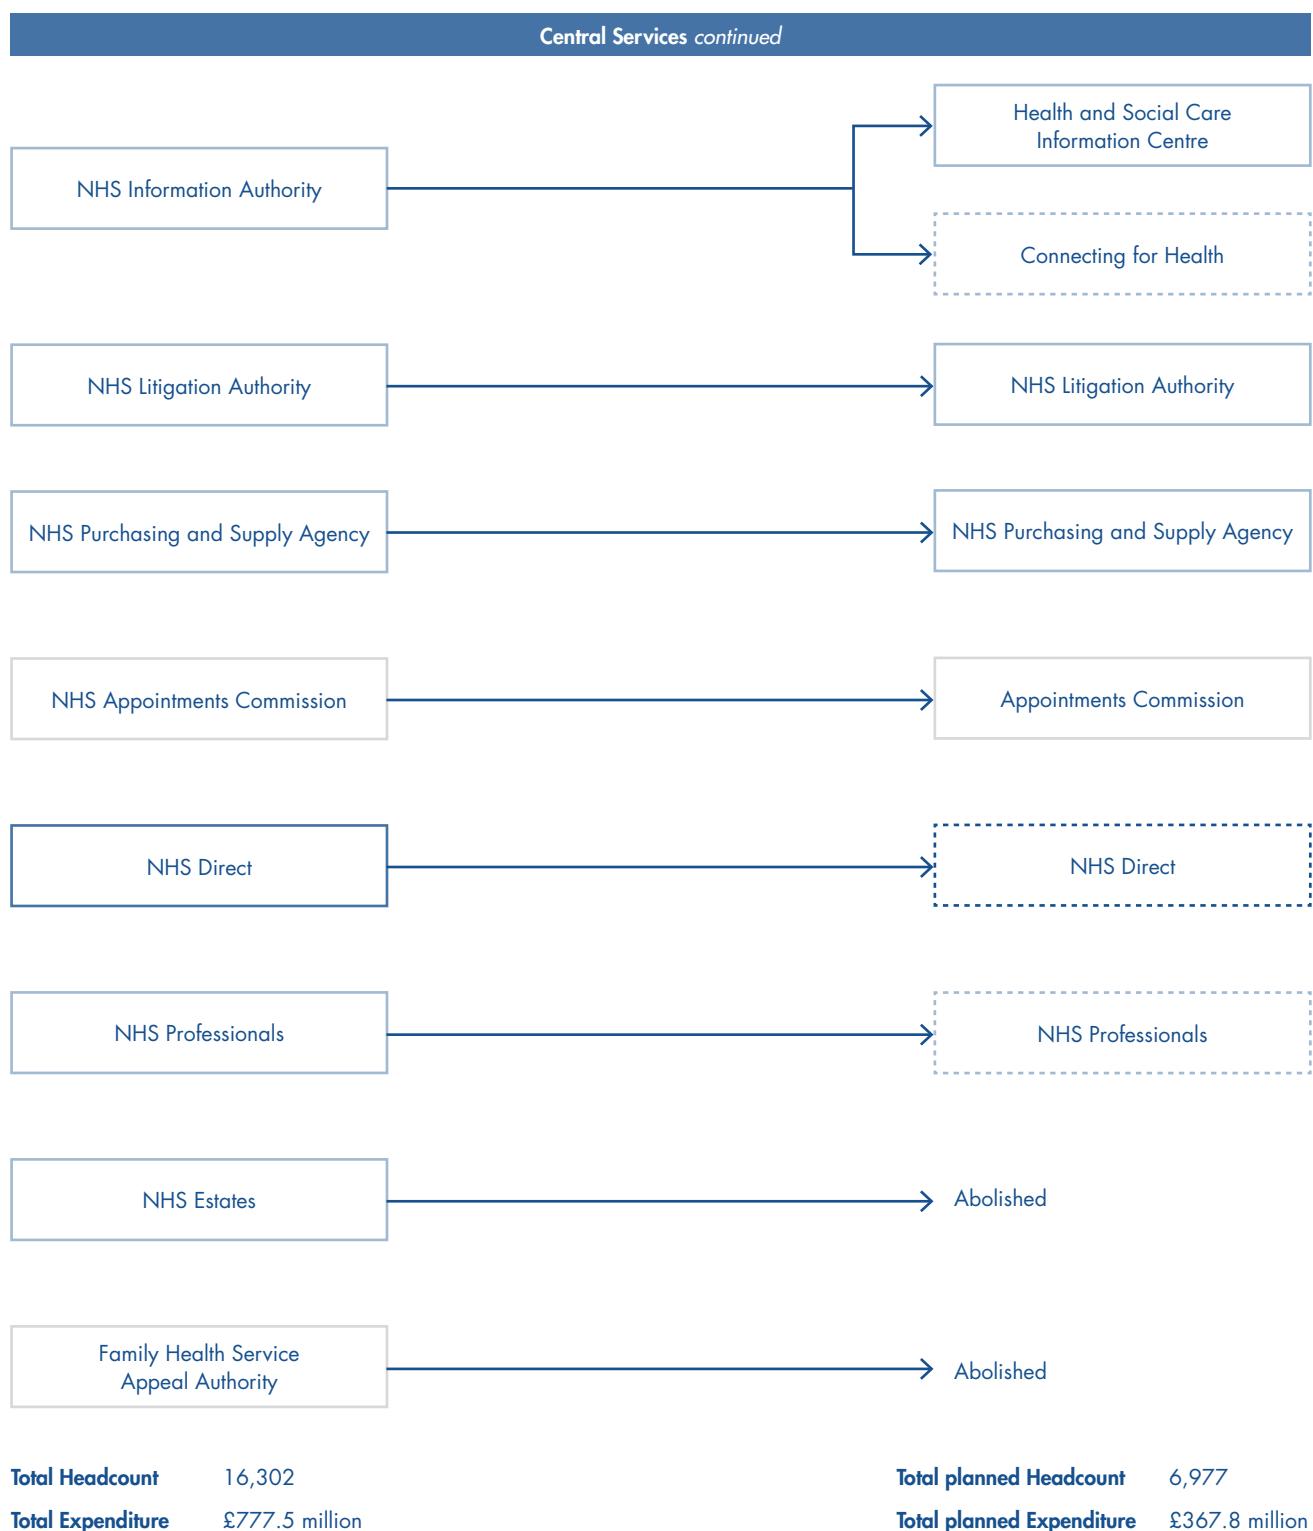 Central Services continued
Health and Social Care
Information Centre
NHS Information Authority
Connecting for Health
NHS Litigation Authority
NHS Litigation Authority
NHS Purchasing and Supply Agency
NHS Purchasing and Supply Agency
NHS Appointments Commission
Appointments Commission
NHS Direct
NHS Direct
NHS Professionals
NHS Professionals
NHS Estates
Abolished
Family Health Service
Appeal Authority
Abolished
Total Headcount 16,302
Total planned Headcount 6,977
Total Expenditure £777.5 million
Total planned Expenditure £367.8 million